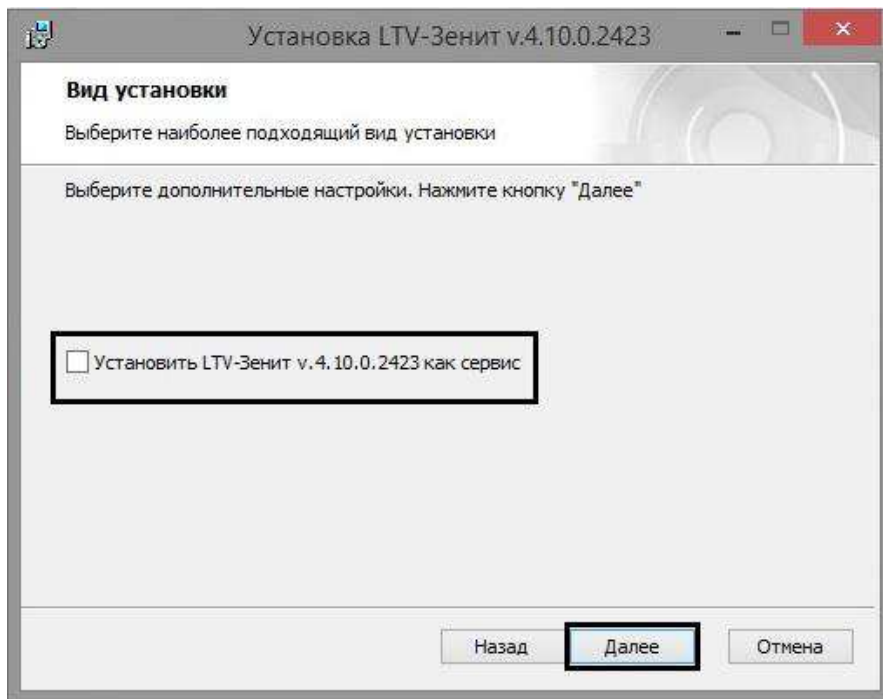 Установка LTV-Зенит v.4.10.0.2423
Вид установки
Выберите наиболее подходящий вид установки
Выберите дополнительные настройки. Нажмите кнопку "Далее"
Установить LTV-Зенит v.4.10.0.2423 как сервис
Назад Далее Отмена